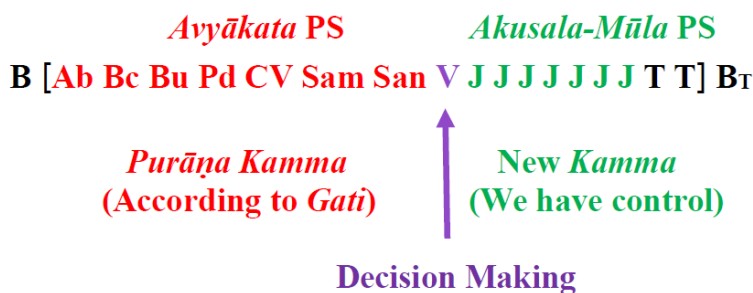 Avyākata PS Akusala-Mūla PS
B [Ab Bc Bu Pd CV Sam San V J J J J J J J T T] BT
Purāṇa Kamma New Kamma
(According to Gati) (We have control)
Decision Making